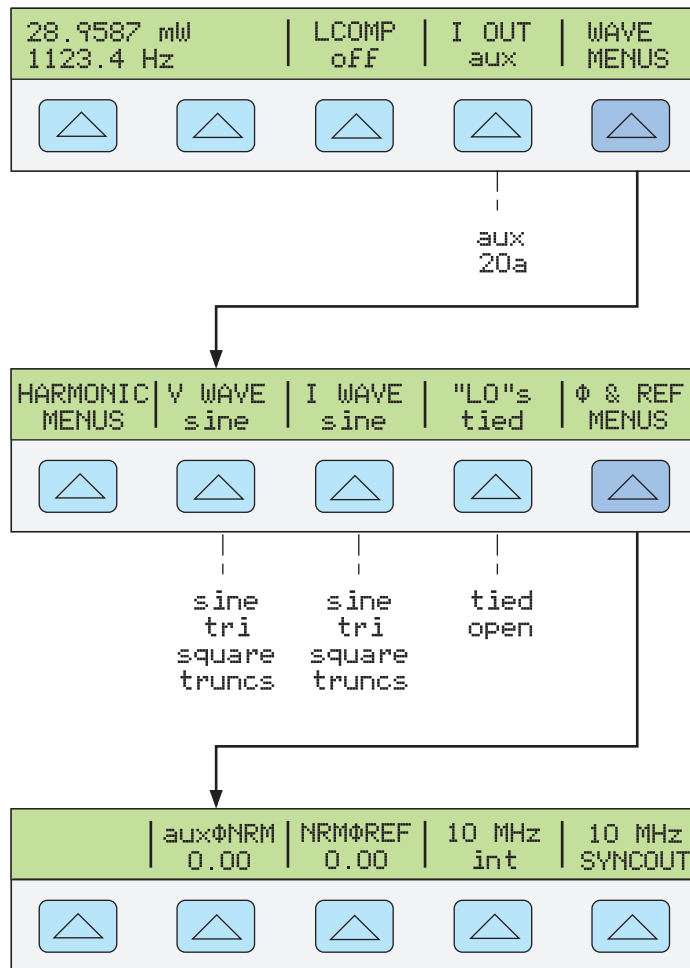 28.9587 mW | LCOMP | I OUT | WAVE
1123.4 Hz | off | aux | MENUS
aux
20a
HARMONIC | V WAVE | I WAVE | "LO"s | Φ & REF
MENUS | sine | sine | tied | MENUS
sine sine tied
tri tri open
square square
truncs truncs
| auxΦNRM | NRMΦREF | 10 MHz | 10 MHz
| 0.00 | 0.00 | int | SYNCOUT